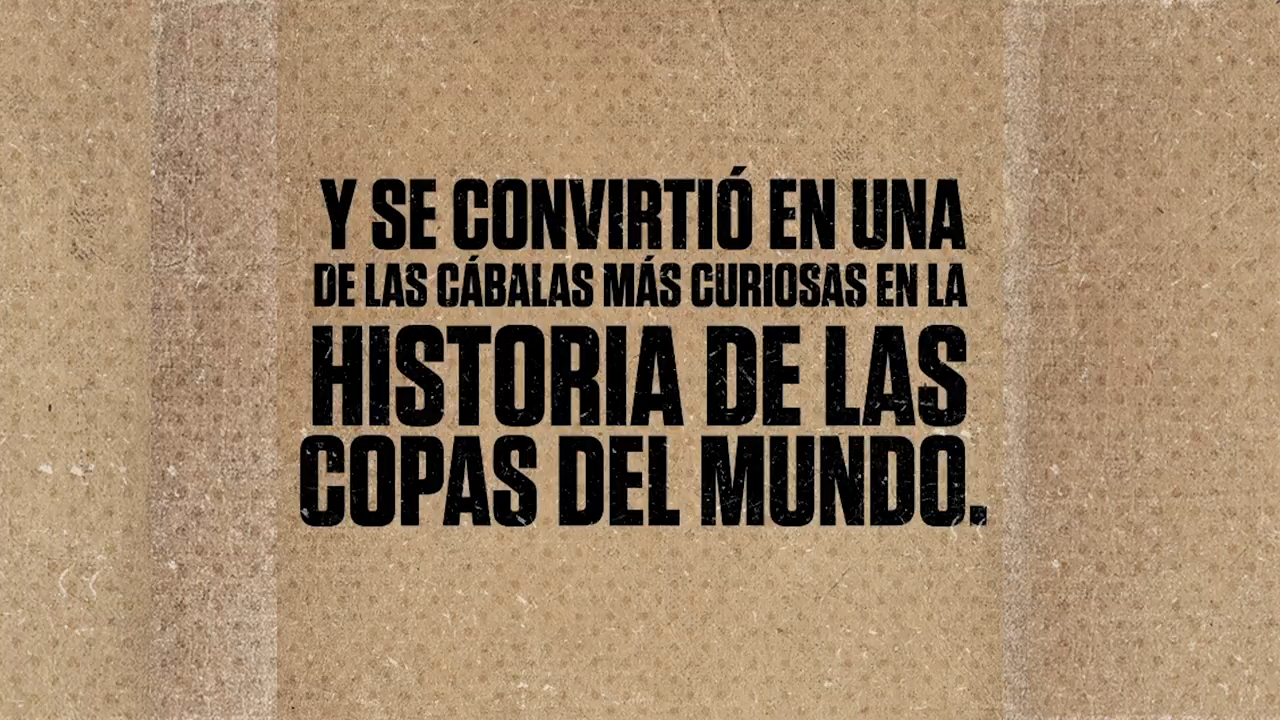 Y SE CONVIRTIÓ EN UNA
DE LAS CÁBALAS MÁS CURIOSAS EN LA
HISTORIA DE LAS
COPAS DEL MUNDO.